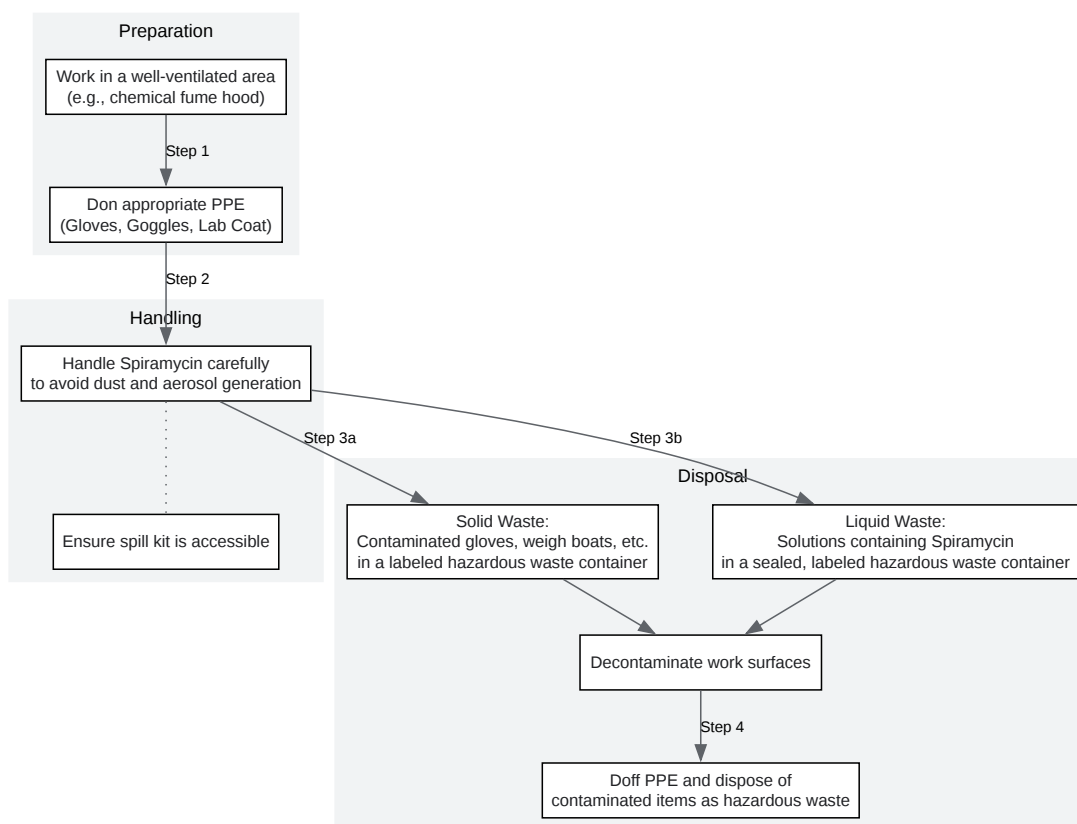 Preparation
Work in a well-ventilated area
(e.g., chemical fume hood)
Step 1
Don appropriate PPE
(Gloves, Goggles, Lab Coat)
Step 2
Handling
Handle Spiramycin carefully
to avoid dust and aerosol generation
Step 3a
Step 3b
Ensure spill kit is accessible
Disposal
Solid Waste:
Contaminated gloves, weigh boats, etc.
in a labeled hazardous waste container
Liquid Waste:
Solutions containing Spiramycin
in a sealed, labeled hazardous waste container
Decontaminate work surfaces
Step 4
Doff PPE and dispose of
contaminated items as hazardous waste